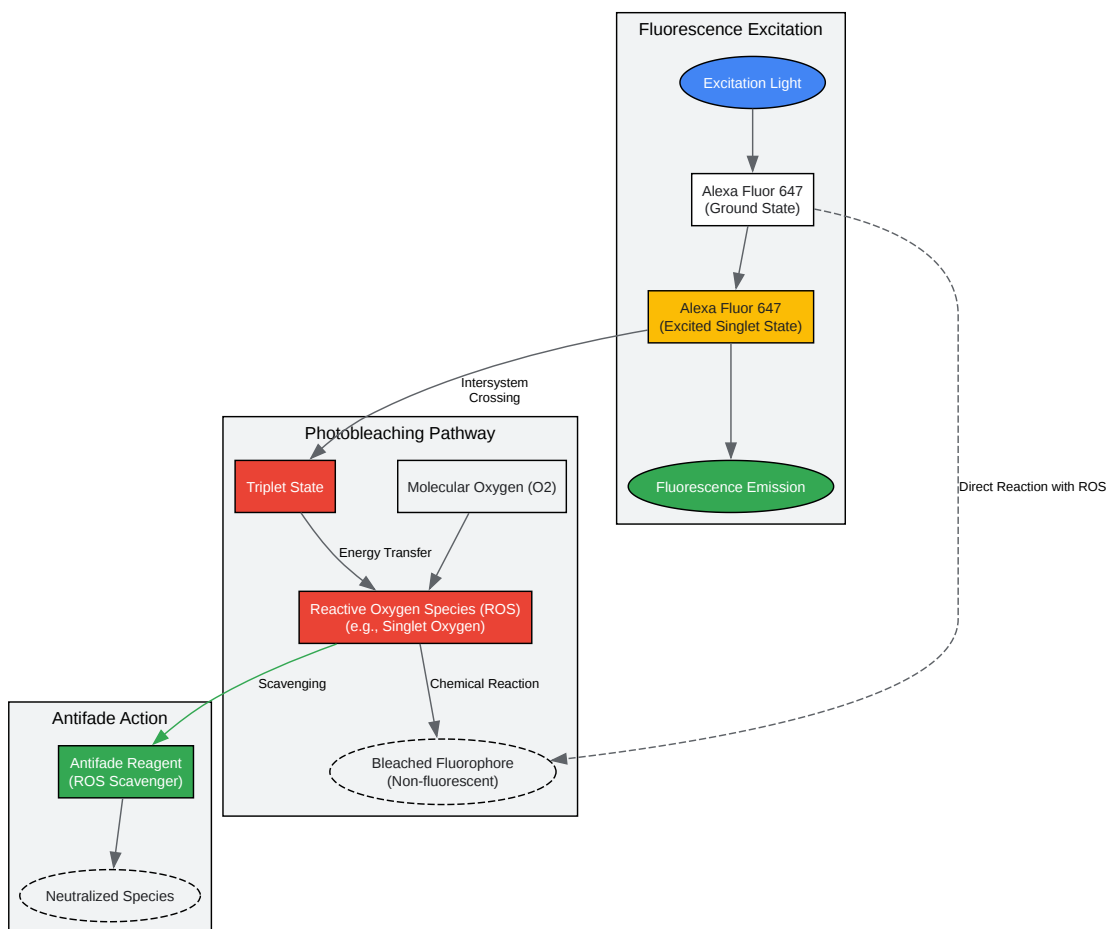 Fluorescence Excitation
Excitation Light
Alexa Fluor 647
(Ground State)
Alexa Fluor 647
(Excited Singlet State)
Intersystem
Crossing
Photobleaching Pathway
Triplet State
Molecular Oxygen (O2)
Fluorescence Emission
Direct Reaction with ROS
Energy Transfer
Reactive Oxygen Species (ROS)
(e.g., Singlet Oxygen)
Scavenging
Chemical Reaction
Antifade Action
Antifade Reagent
(ROS Scavenger)
Bleached Fluorophore
(Non-fluorescent)
Neutralized Species